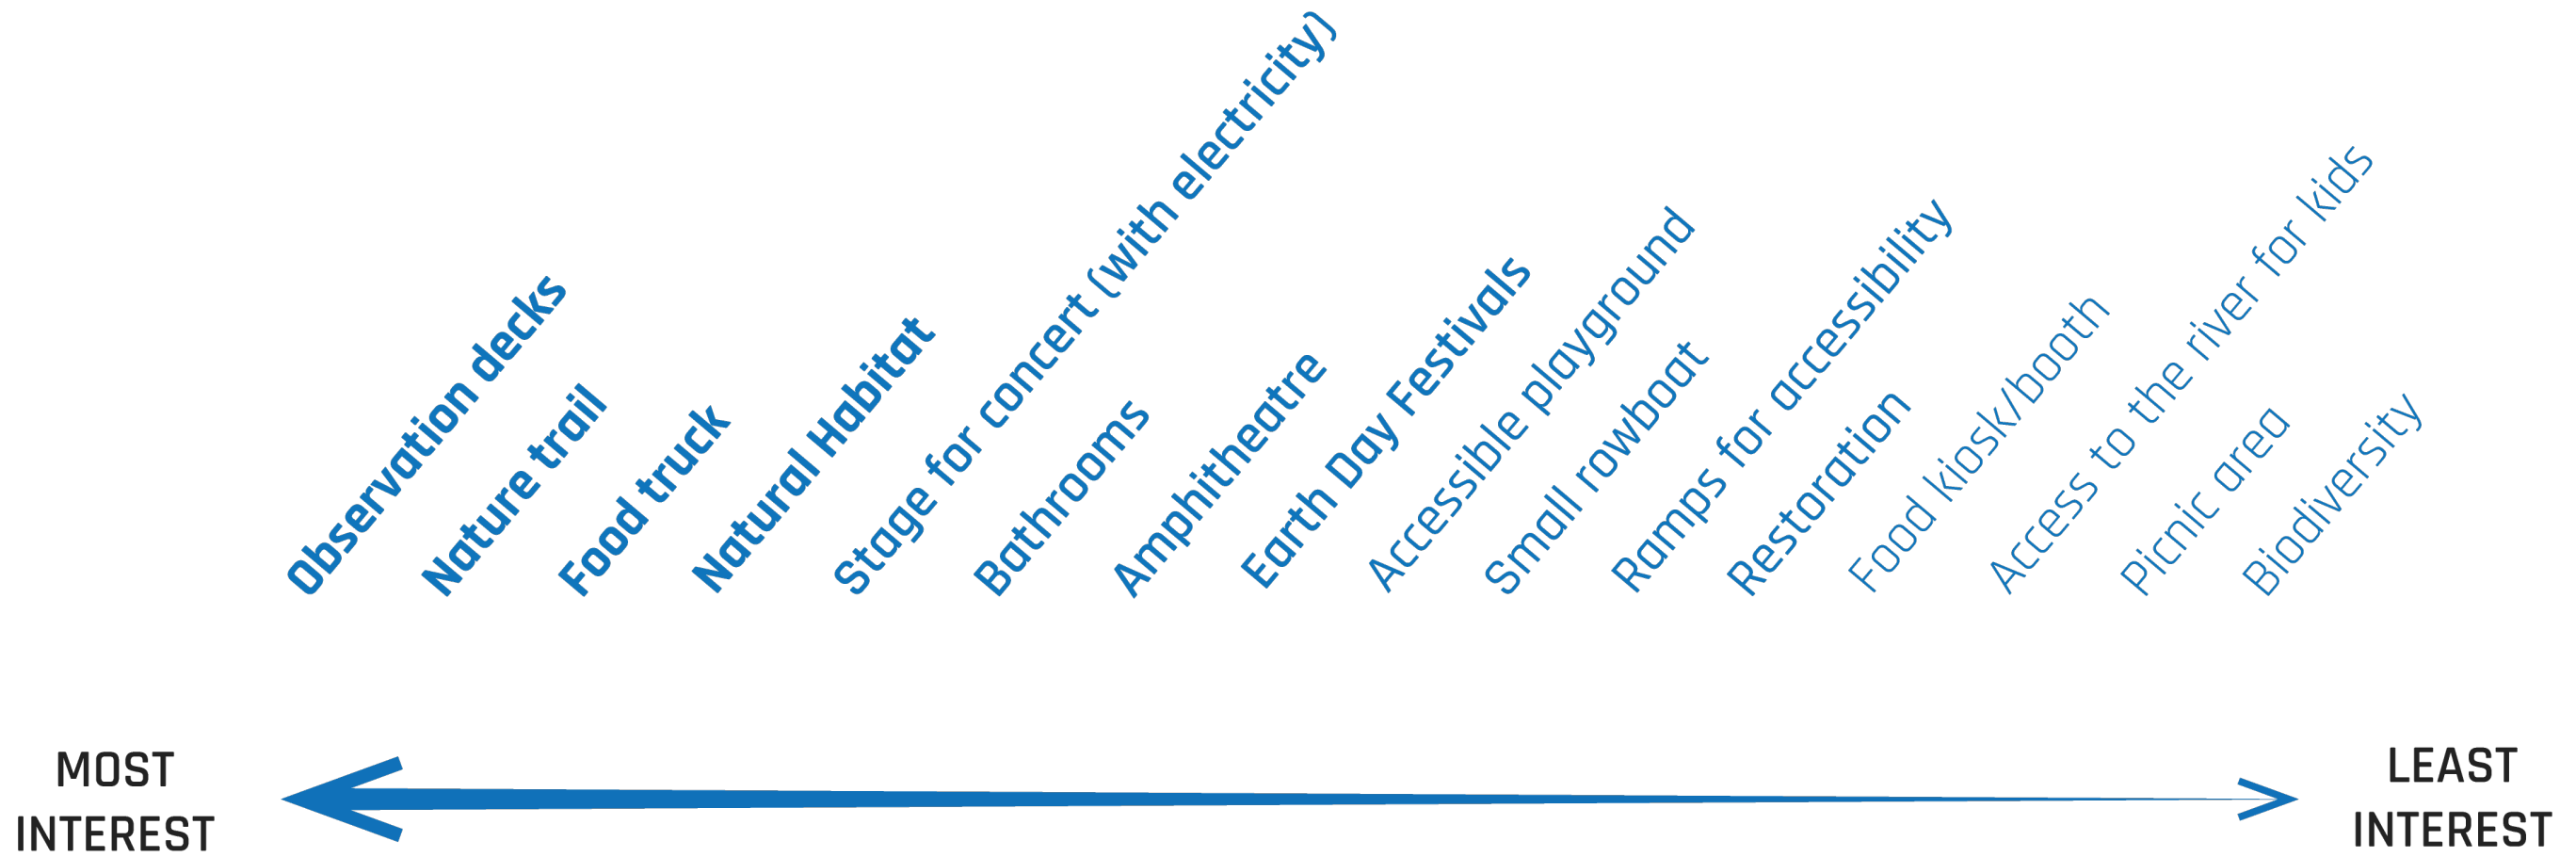 Observation decks
Nature trail
Food truck
Natural Habitat
Stage for concert (with electricity)
Bathrooms
Amphitheatre
Earth Day Festivals
Accessible playground
Small rowboat
Ramps for accessibility
Restoration
Food kiosk/booth
Access to the river for kids
Picnic area
Biodiversity
MOST
INTEREST
LEAST
INTEREST